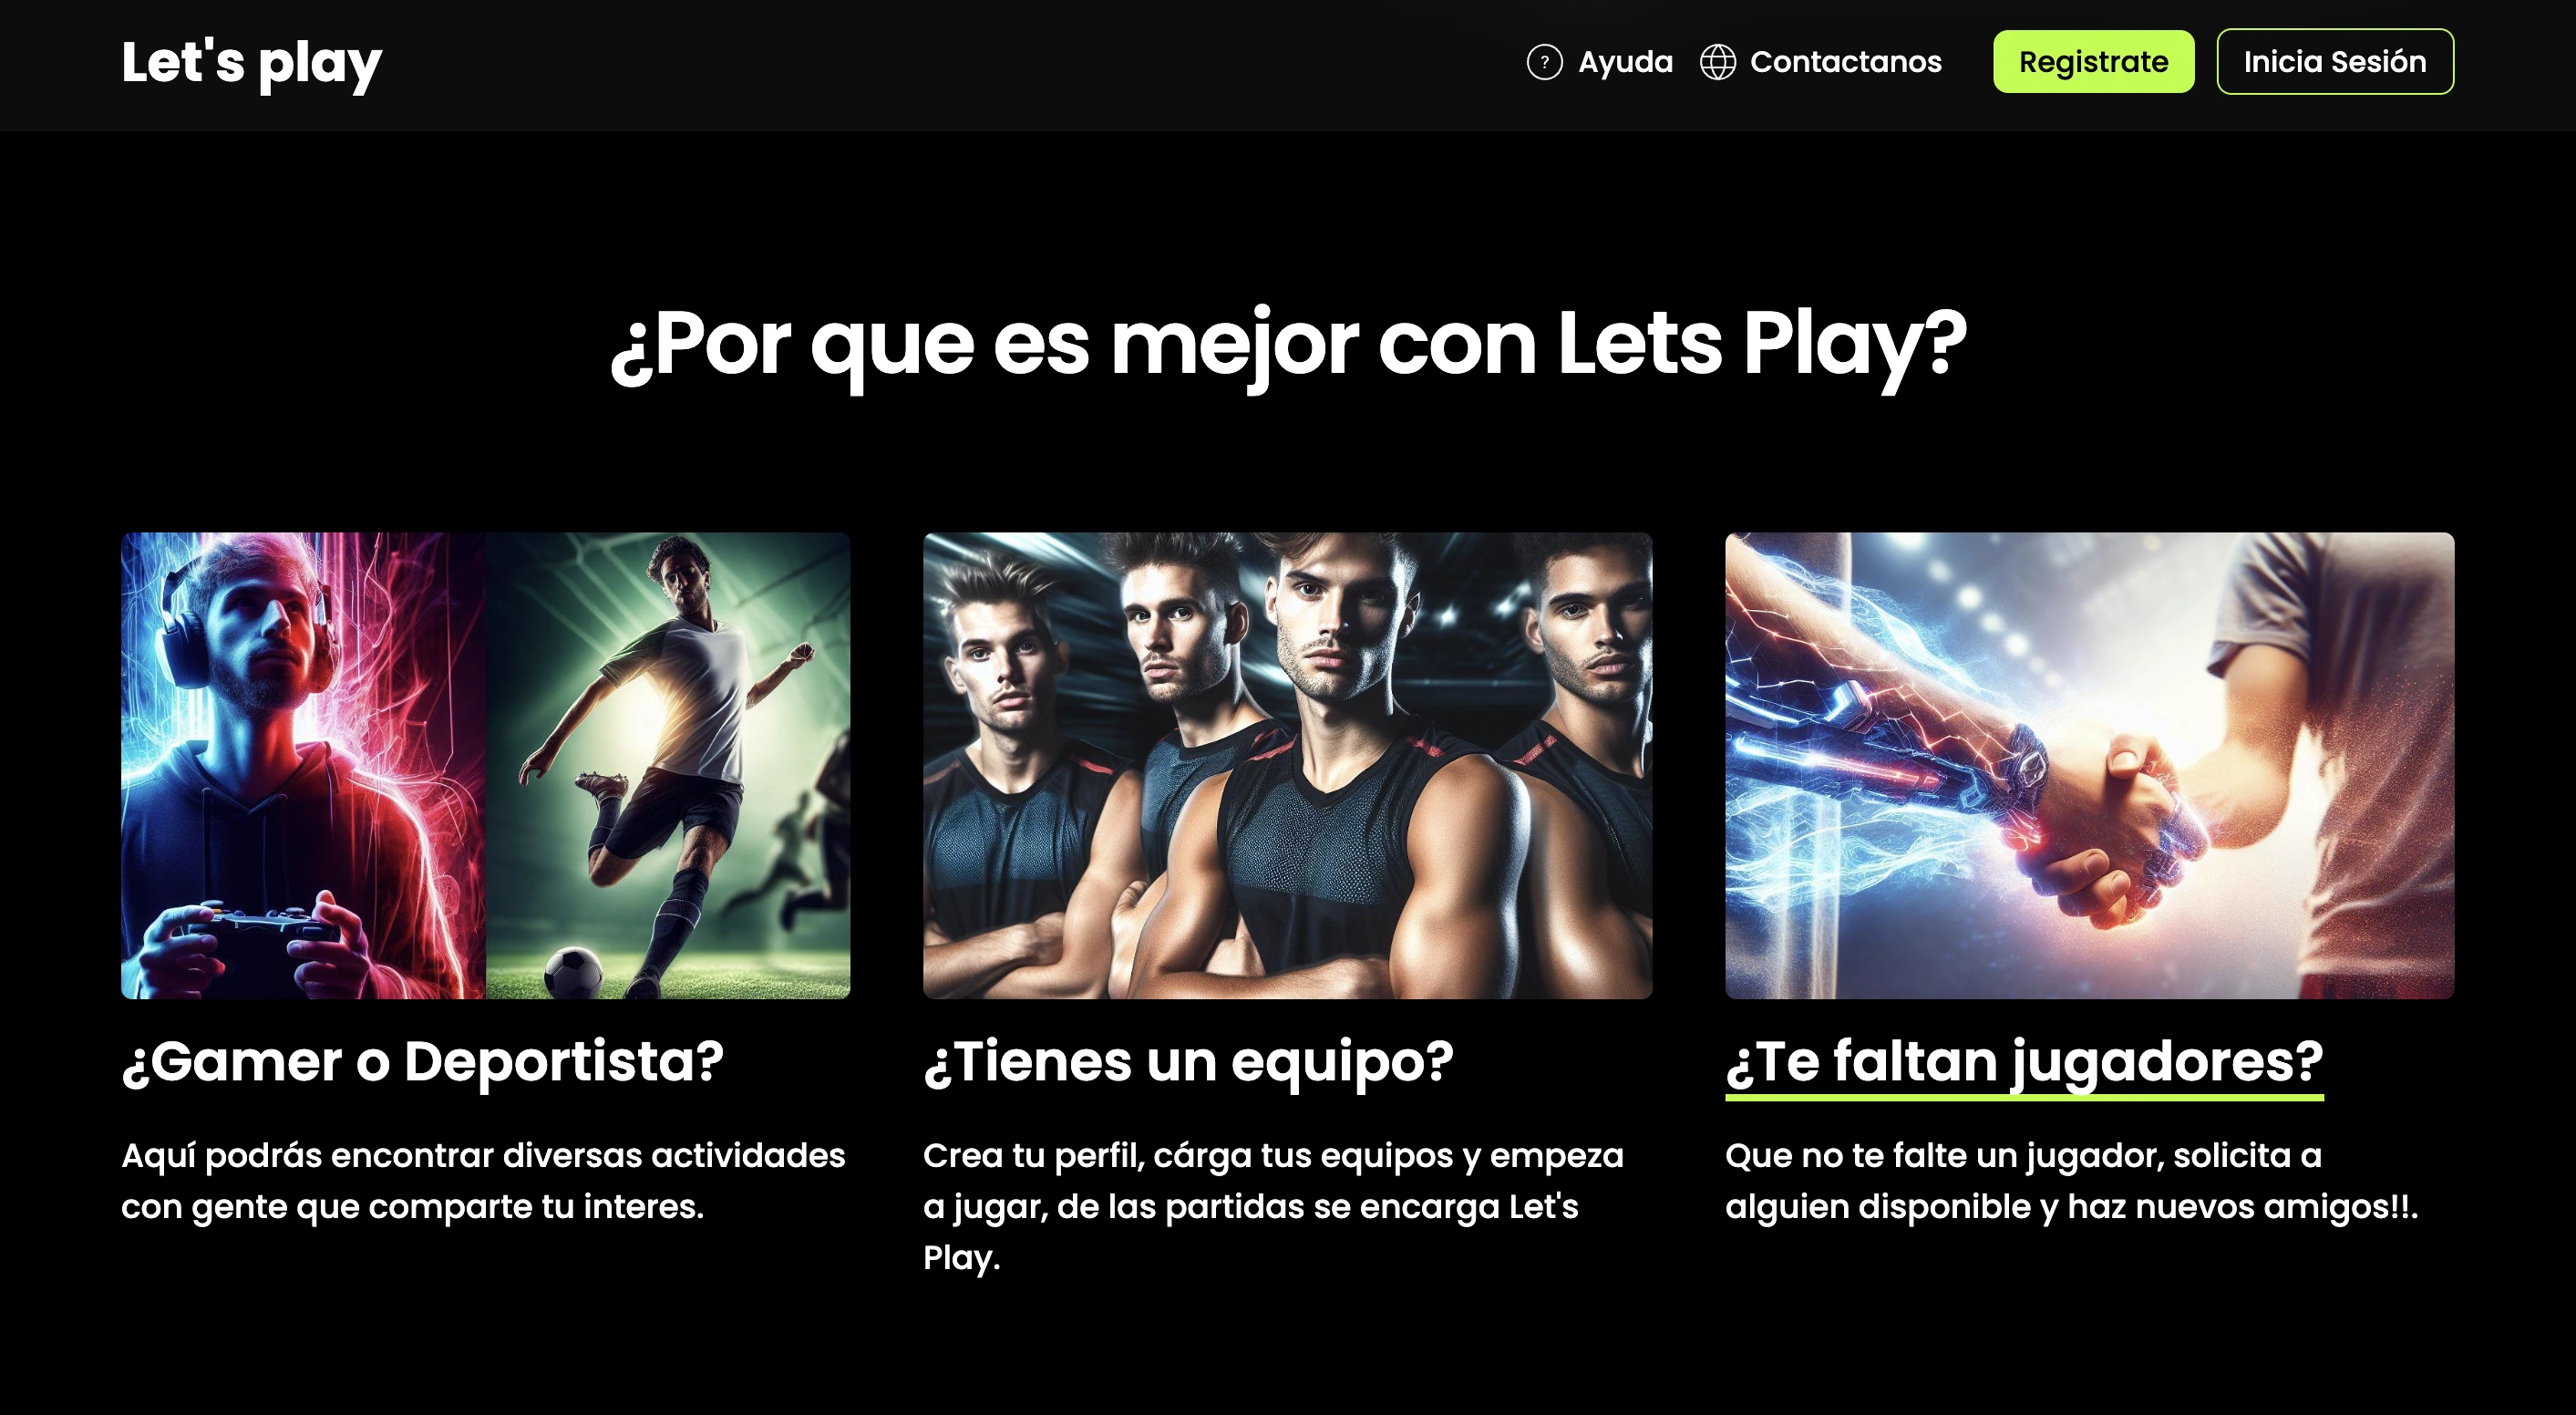 Let's play
? Ayuda Contactanos Registrate Inicia Sesión
¿Por que es mejor con Lets Play?
¿Gamer o Deportista?
Aquí podrás encontrar diversas actividades
con gente que comparte tu interes.
¿Tienes un equipo?
Crea tu perfil, cárga tus equipos y empeza
a jugar, de las partidas se encarga Let's
Play.
¿Te faltan jugadores?
Que no te falte un jugador, solicita a
alguien disponible y haz nuevos amigos!!.